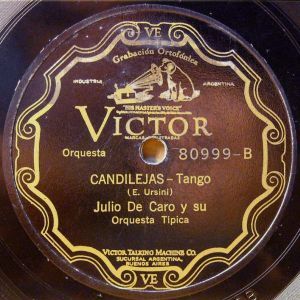 VE
Grabación Ortofónica
INDUSTRIA ARGENTINA
"HIS MASTER'S VOICE"
VICTOR
MARCAS REGISTRADAS
Orquesta 80999-B
CANDILEJAS - Tango
(E. Ursini)
Julio De Caro y su
Orquesta Típica
VICTOR TALKING MACHINE CO.
SUCURSAL ARGENTINA,
BUENOS AIRES
VE